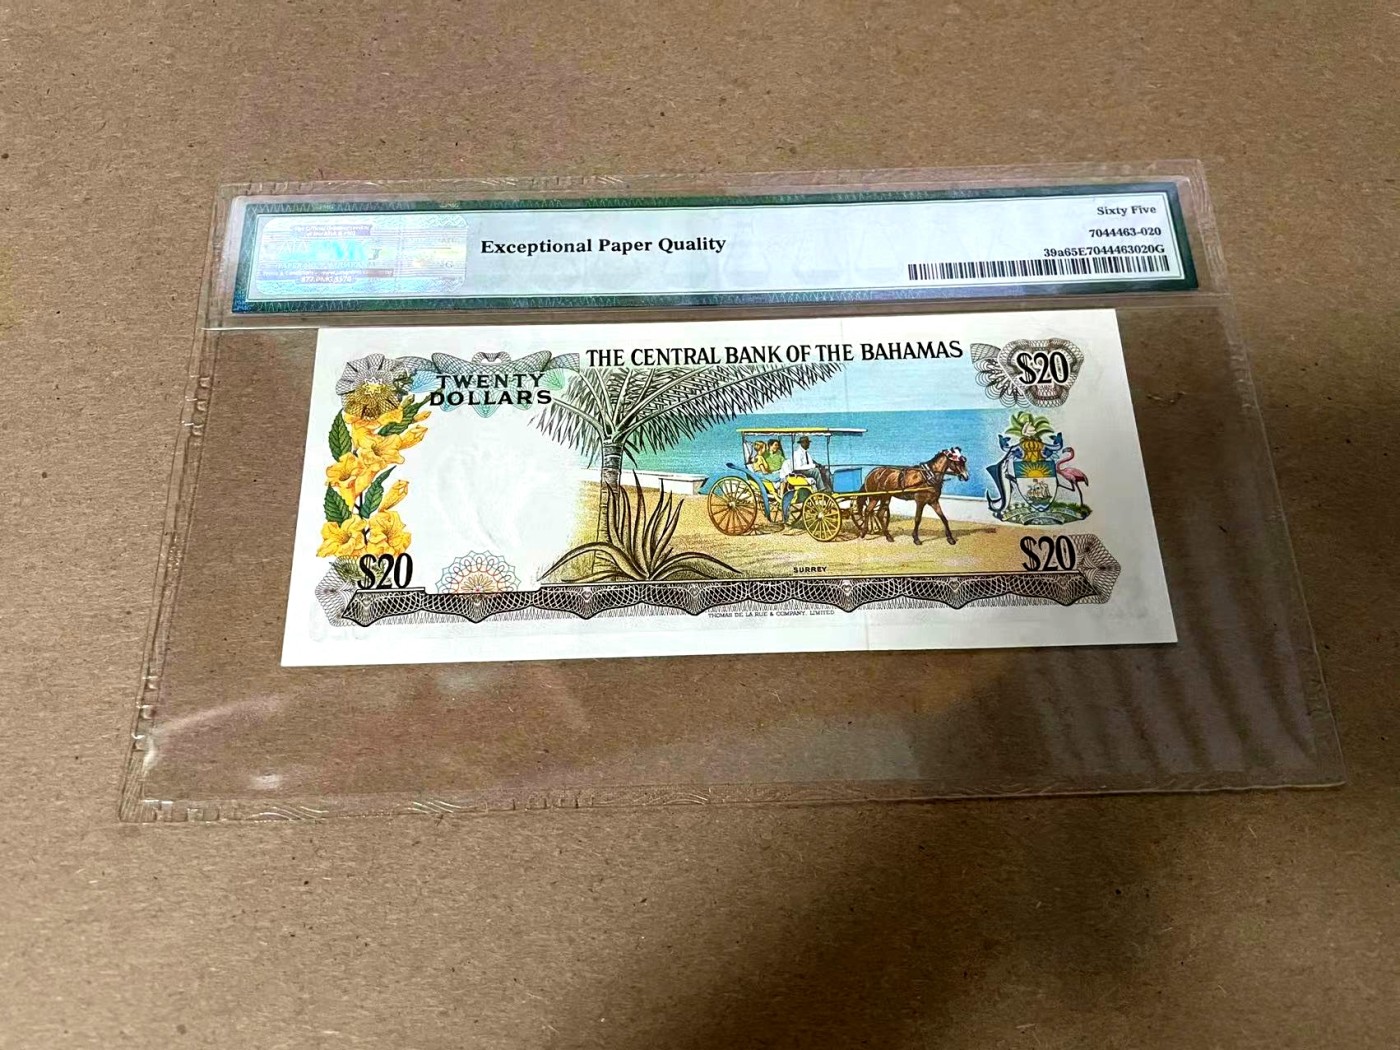 Exceptional Paper Quality
Sixty Five
7044463-020
39a65E7044463020G
THE CENTRAL BANK OF THE BAHAMAS
TWENTY
DOLLARS
$20
$20
SURREY
$20
THOMAS DE LA RUE & COMPANY, LIMITED